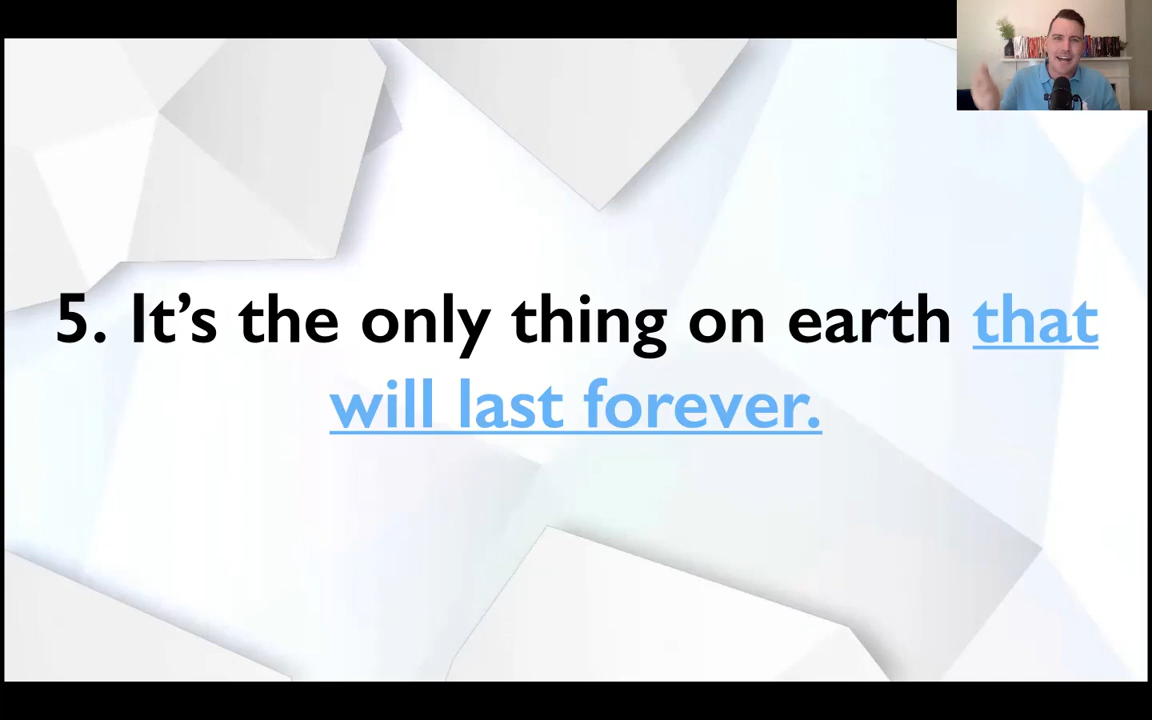 5. It’s the only thing on earth that
will last forever.